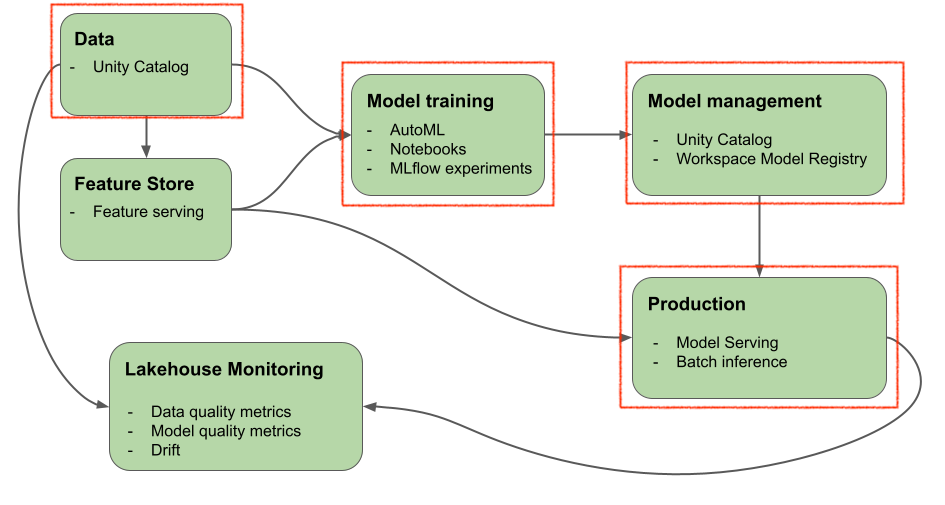 Data
- Unity Catalog
Feature Store
- Feature serving
Model training
- AutoML
- Notebooks
- MLflow experiments
Model management
- Unity Catalog
- Workspace Model Registry
Production
- Model Serving
- Batch inference
Lakehouse Monitoring
- Data quality metrics
- Model quality metrics
- Drift